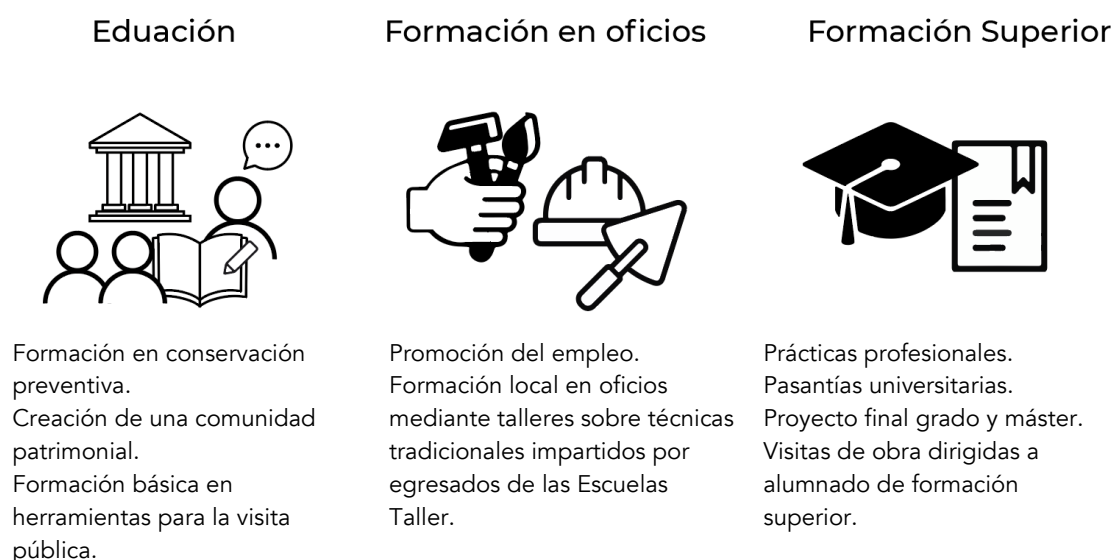 Eduación
Formación en conservación
preventiva.
Creación de una comunidad
patrimonial.
Formación básica en
herramientas para la visita
pública.
Formación en oficios
Promoción del empleo.
Formación local en oficios
mediante talleres sobre técnicas
tradicionales impartidos por
egresados de las Escuelas
Taller.
Formación Superior
Prácticas profesionales.
Pasantías universitarias.
Proyecto final grado y máster.
Visitas de obra dirigidas a
alumnado de formación
superior.